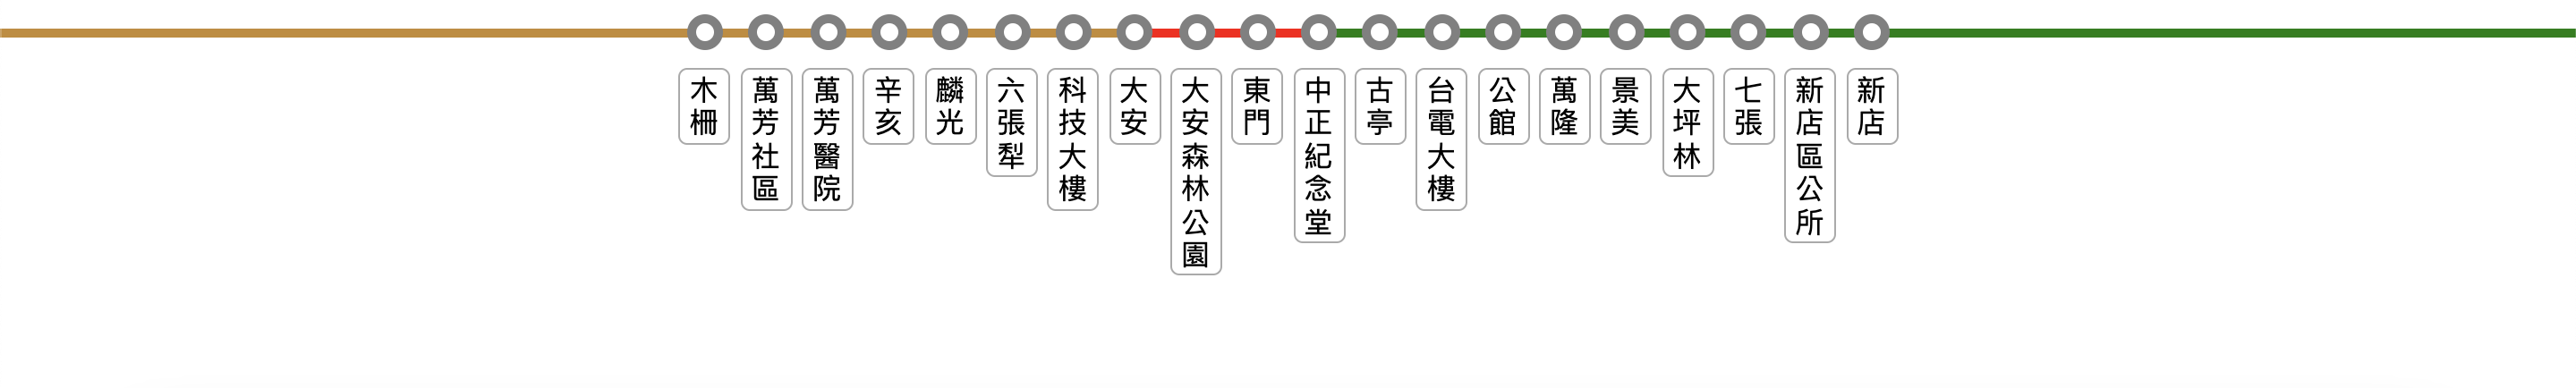 木柵
萬芳社區
萬芳醫院
辛亥
麟光
六張犁
科技大樓
大安
大安森林公園
東門
中正紀念堂
古亭
台電大樓
公館
萬隆
景美
大坪林
七張
新店區公所
新店